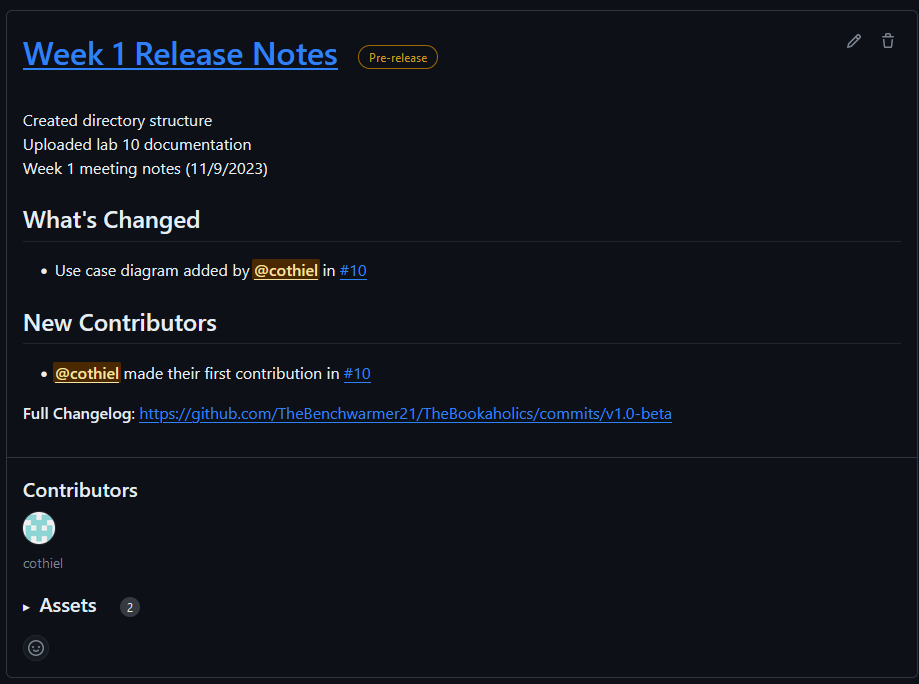 Week 1 Release Notes Pre-release
Created directory structure
Uploaded lab 10 documentation
Week 1 meeting notes (11/9/2023)
What's Changed
Use case diagram added by @cothiel in #10
New Contributors
@cothiel made their first contribution in #10
Full Changelog: https://github.com/TheBenchwarmer21/TheBookaholics/commits/v1.0-beta
Contributors
cothiel
Assets 2